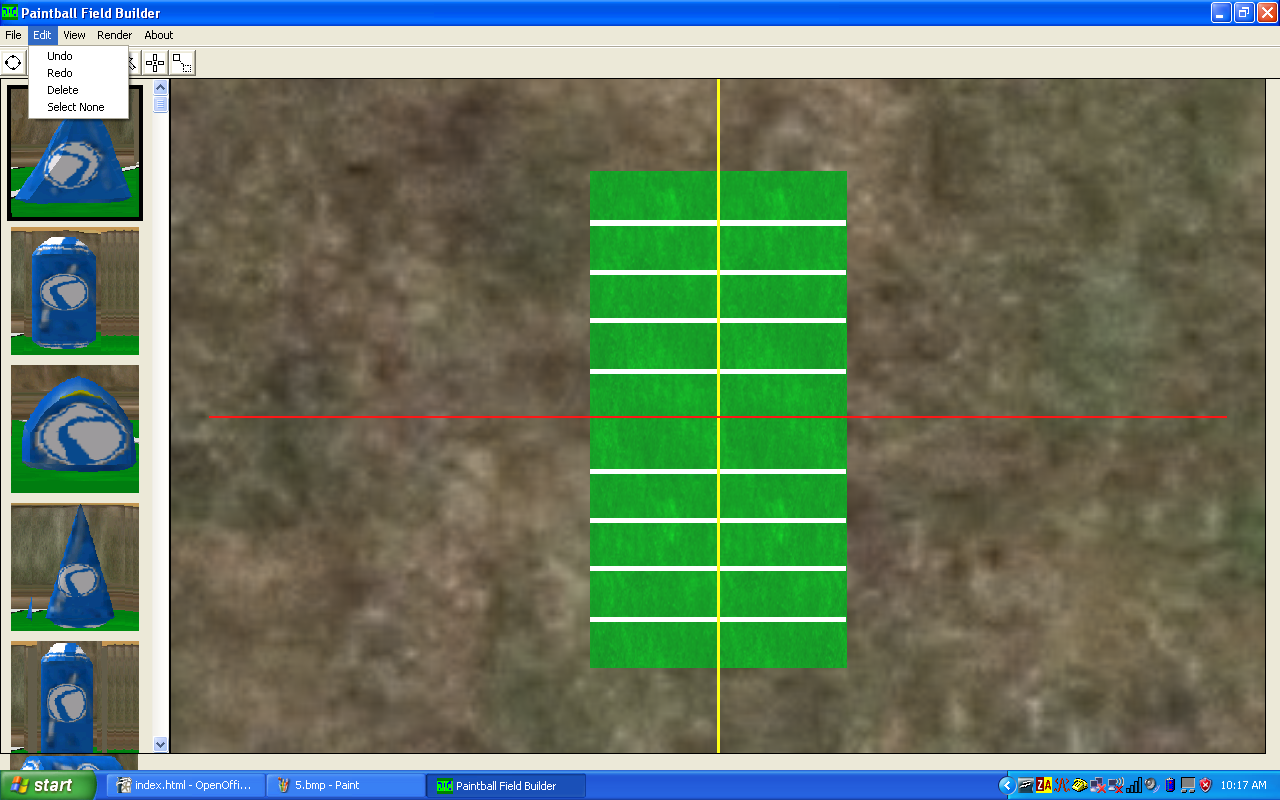 Paintball Field Builder
File Edit View Render About
Undo
Redo
Delete
Select None
start
index.html - OpenOffi...
5.bmp - Paint
Paintball Field Builder
ZA
10:17 AM